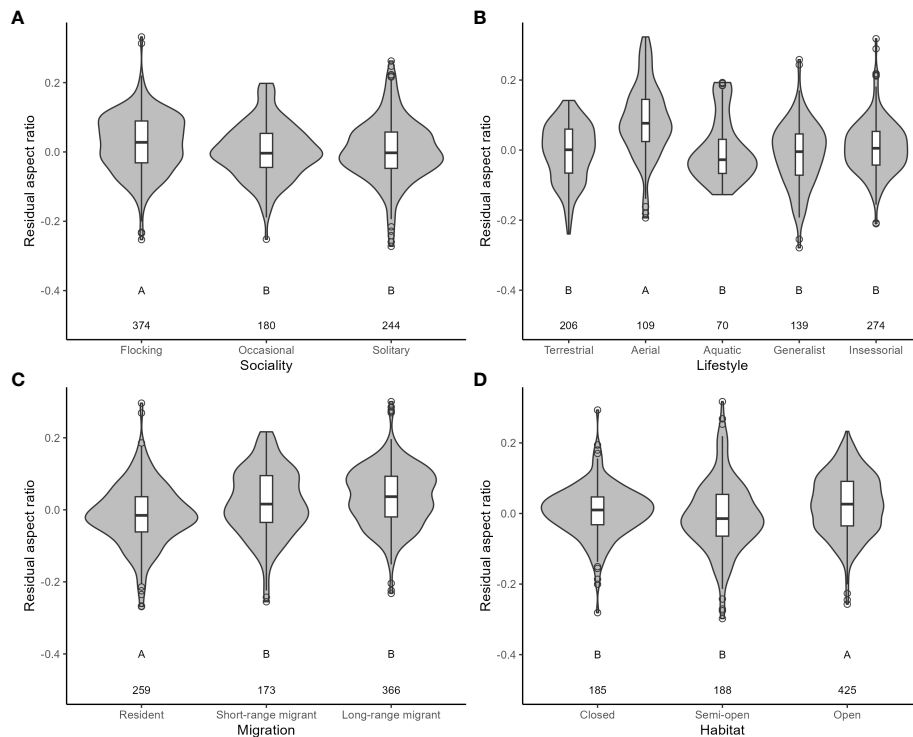 A
Residual aspect ratio
0.2
0.0
-0.2
-0.4
A B B
374 180 244
Flocking Occasional Solitary
Sociality
B
Residual aspect ratio
0.2
0.0
-0.2
-0.4
B A B B B
206 109 70 139 274
Terrestrial Aerial Aquatic Generalist Insessorial
Lifestyle
C
Residual aspect ratio
0.2
0.0
-0.2
-0.4
A B B
259 173 366
Resident Short-range migrant Long-range migrant
Migration
D
Residual aspect ratio
0.2
0.0
-0.2
-0.4
B B A
185 188 425
Closed Semi-open Open
Habitat